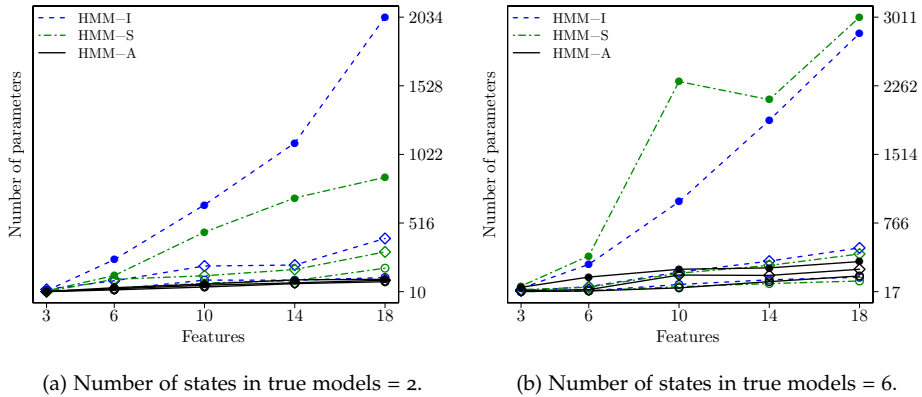 HMM−I
HMM−S
HMM−A
Number of parameters
2034
1528
1022
516
10
3 6 10 14 18
Features
(a) Number of states in true models = 2.
HMM−I
HMM−S
HMM−A
Number of parameters
3011
2262
1514
766
17
3 6 10 14 18
Features
(b) Number of states in true models = 6.